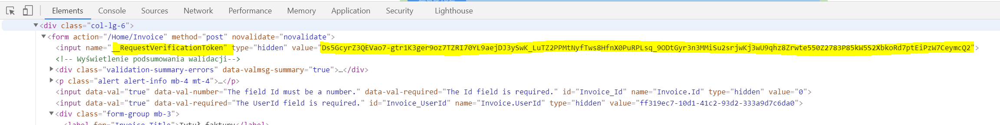 Elements Console Sources Network Performance Memory Application Security Lighthouse
<div class="col-lg-6">
<form action="/Home/Invoice" method="post" novalidate="novalidate">
<input name="__RequestVerificationToken" type="hidden" value="Ds5GcyrZ3QEVao7-gtr1K3ger9oz7TZRI70YL9aejDJ3ySwK_LuTZ2PPMtNyfTws8HfnX0PuRPLsq_9ODtGyr3n3MMiSu2srjwKj3wU9qhz8Zrwte550Z2783P85kW5S2XbkoRd7ptEiPzW7CeymcQ2">
<!-- Wyświetlenie podsumowania walidacji-->
<div class="validation-summary-errors" data-valmsg-summary="true">…</div>
<p class="alert alert-info mb-4 mt-4">…</p>
<input data-val="true" data-val-number="The field Id must be a number." data-val-required="The Id field is required." id="Invoice_Id" name="Invoice.Id" type="hidden" value="0">
<input data-val="true" data-val-required="The UserId field is required." id="Invoice_UserId" name="Invoice.UserId" type="hidden" value="ff319ec7-10d1-41c2-93d2-333a9d7c6da0">
<div class="form-group mb-3">
<label for="Invoice_Title">Tytuł faktury</label>